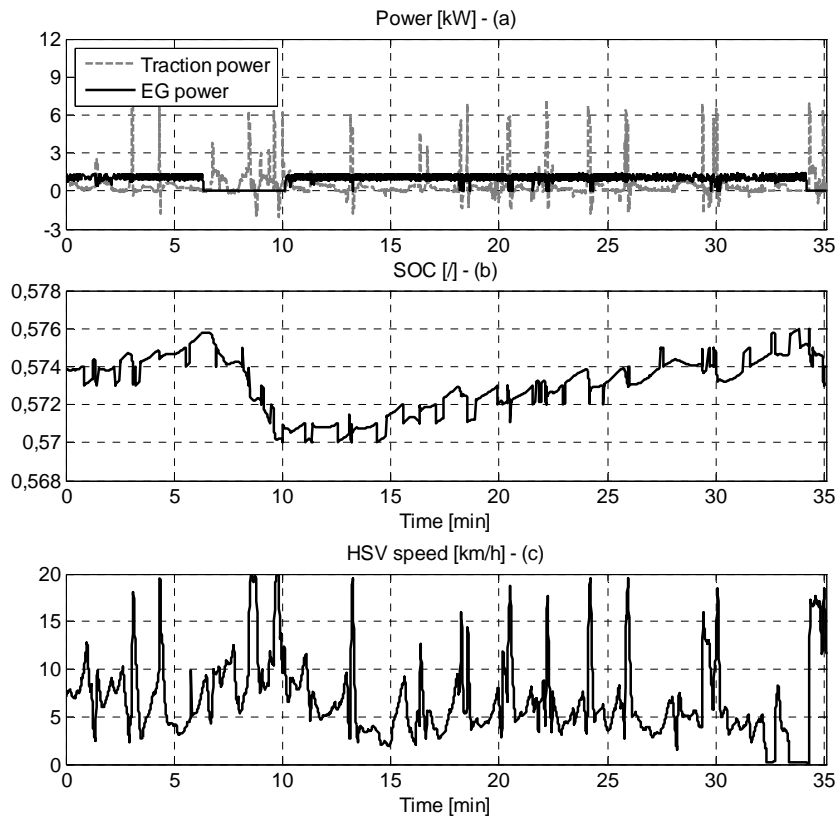 Power [kW] - (a)
12
9
6
3
0
-3
Traction power
EG power
0 5 10 15 20 25 30 35
SOC [/] - (b)
0,578
0,576
0,574
0,572
0,57
0,568
0 5 10 15 20 25 30 35
Time [min]
HSV speed [km/h] - (c)
20
15
10
5
0
0 5 10 15 20 25 30 35
Time [min]